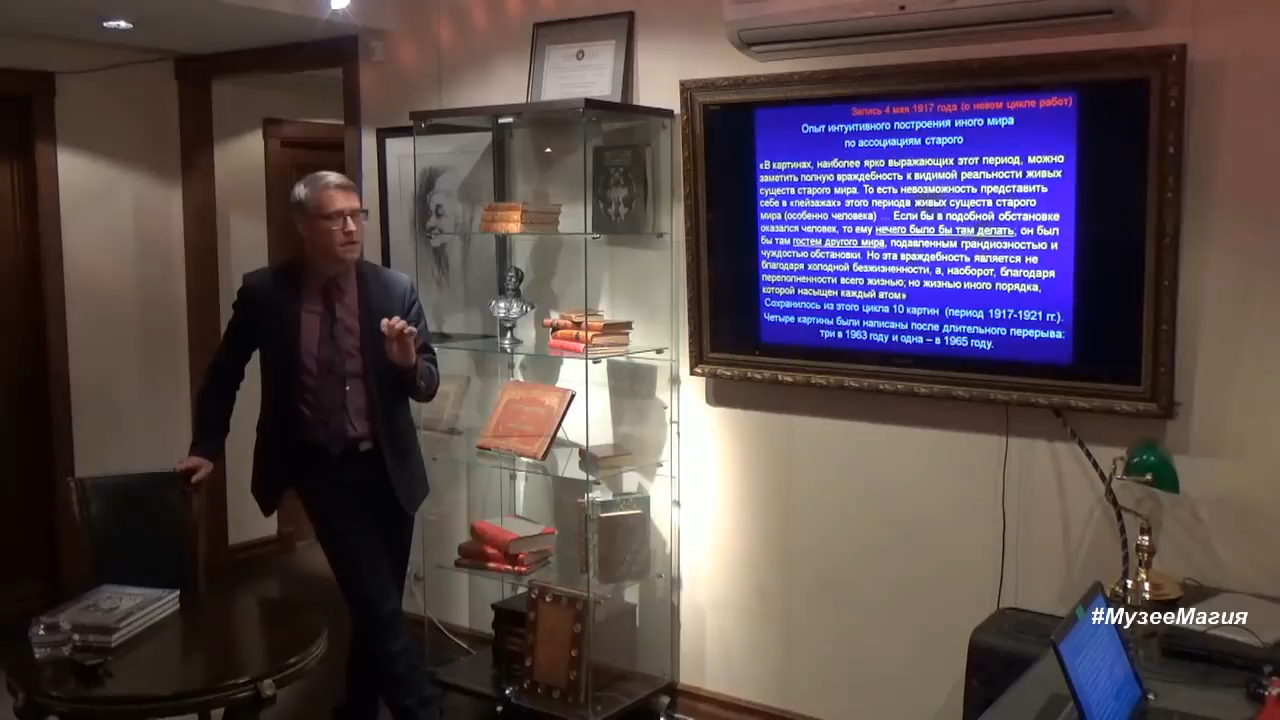 Запись 4 мая 1917 года (о новом цикле работ)
Опыт интуитивного построения иного мира
по ассоциациям старого
«В картинах, наиболее ярко выражающих этот период, можно
заметить полную враждебность к видимой реальности живых
существ старого мира. То есть невозможность представить
себе в «пейзажах» этого периода живых существ старого
мира (особенно человека) ... Если бы в подобной обстановке
оказался человек, то ему нечего было бы там делать, он был
бы там гостем другого мира, подавленным грандиозностью и
чуждостью обстановки. Но эта враждебность является не
благодаря холодной безжизненности, а, наоборот, благодаря
переполненности всего жизнью; но жизнью иного порядка,
которой насыщен каждый атом»
Сохранилось из этого цикла 10 картин (период 1917-1921 гг.).
Четыре картины были написаны после длительного перерыва:
три в 1963 году и одна – в 1965 году.
#МузееМагия